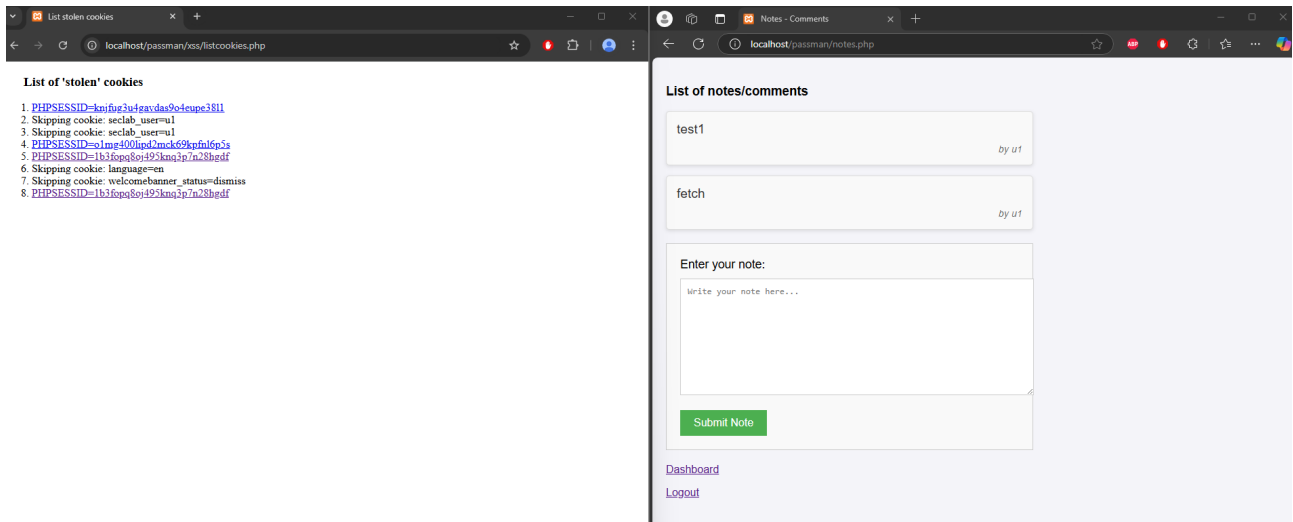 List stolen cookies
localhost/passman/xss/listcookies.php
List of 'stolen' cookies
1. PHPSESSID=knjfug3u4gavdas9o4eupe38l1
2. Skipping cookie: seclab_user=u1
3. Skipping cookie: seclab_user=u1
4. PHPSESSID=o1mg400lipd2mck69kpfnl6p5s
5. PHPSESSID=1b3fopq8oj495knq3p7n28hgdf
6. Skipping cookie: language=en
7. Skipping cookie: welcomebanner_status=dismiss
8. PHPSESSID=1b3fopq8oj495knq3p7n28hgdf
Notes - Comments
localhost/passman/notes.php
ABP
List of notes/comments
test1
by u1
fetch
by u1
Enter your note:
Write your note here...
Submit Note
Dashboard
Logout